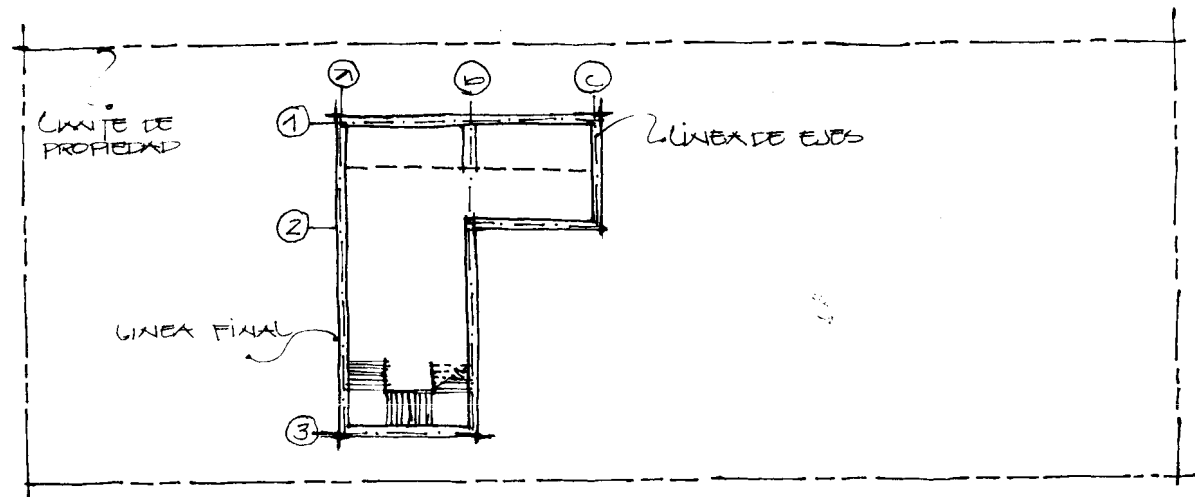 A
b
C
LIMITE DE
PROPIEDAD
1
LINEA DE EJES
2
LINEA FINAL
3